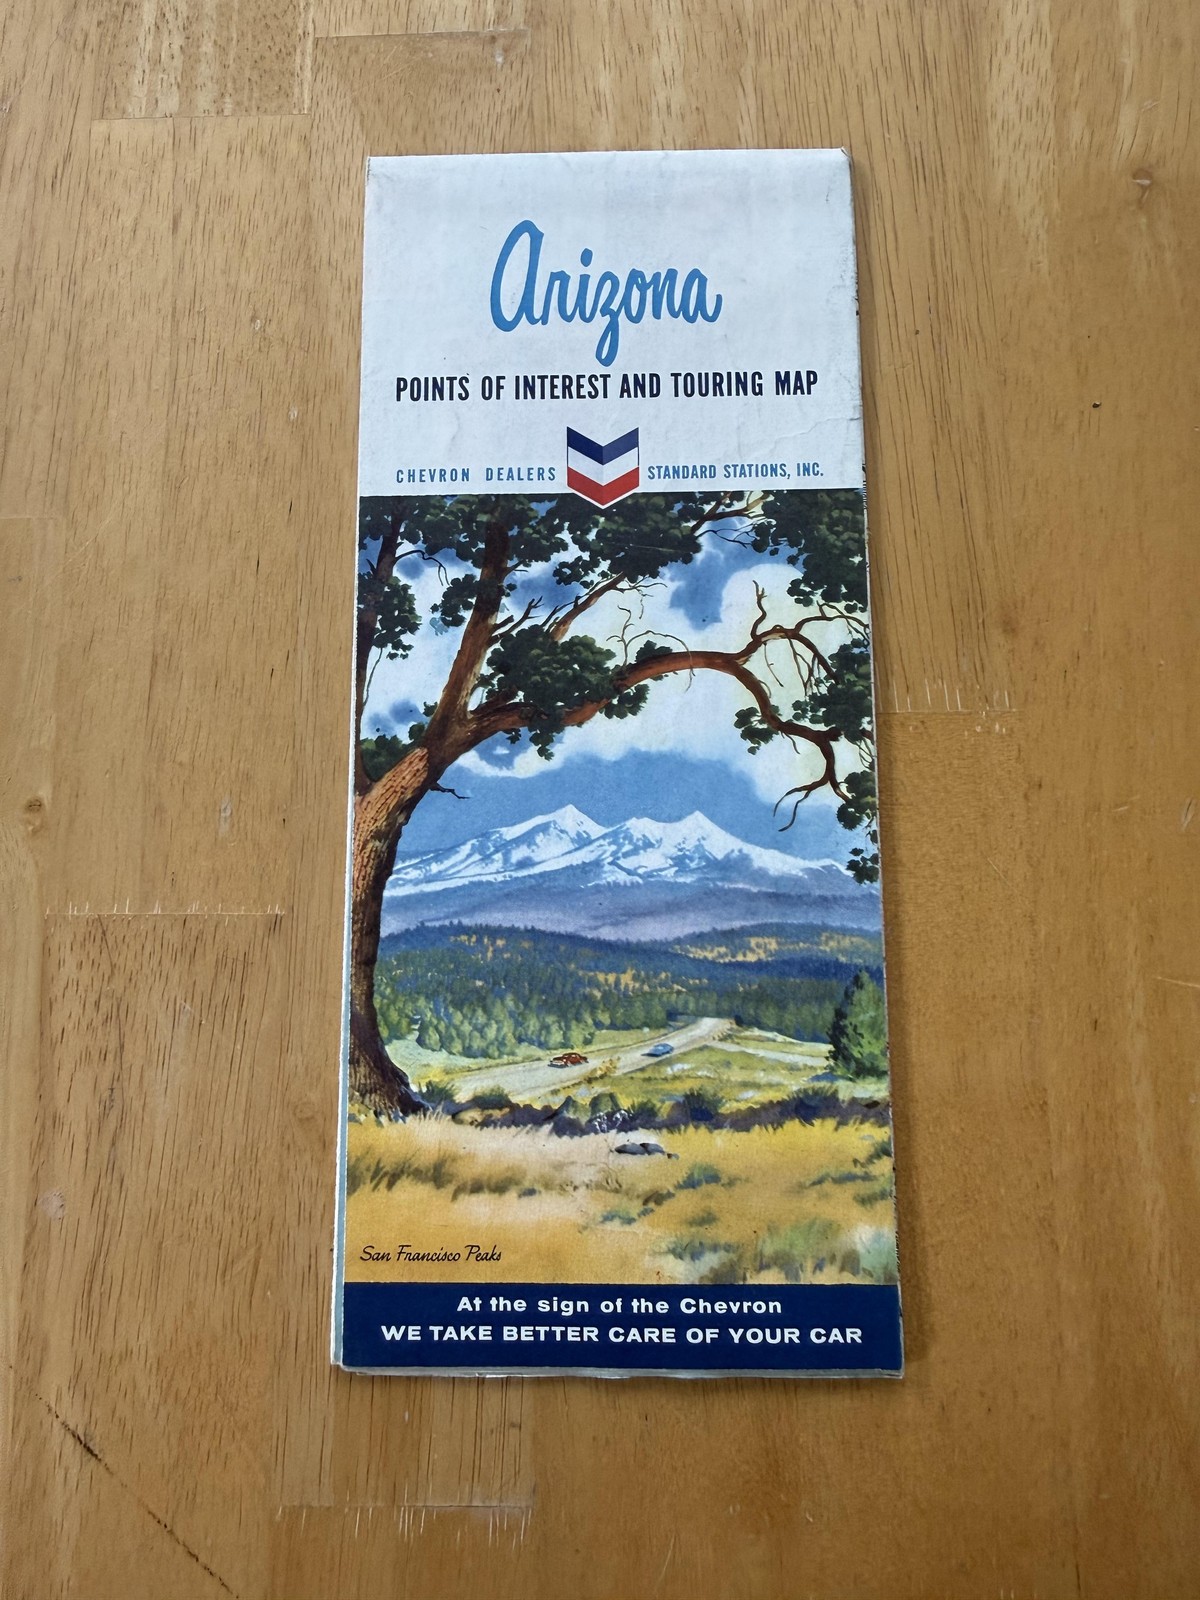 Arizona
POINTS OF INTEREST AND TOURING MAP
CHEVRON DEALERS STANDARD STATIONS, INC.
San Francisco Peaks
At the sign of the Chevron
WE TAKE BETTER CARE OF YOUR CAR